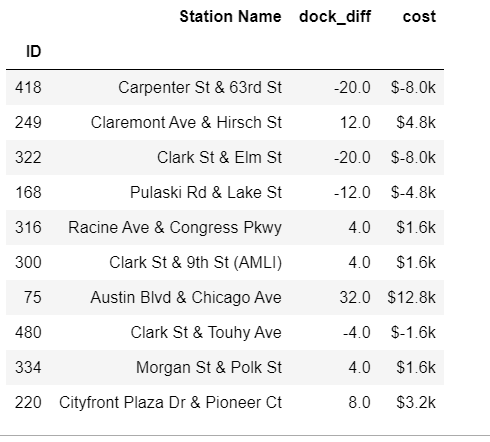 Station Name dock_diff cost
ID
418 Carpenter St & 63rd St -20.0 $-8.0k
249 Claremont Ave & Hirsch St 12.0 $4.8k
322 Clark St & Elm St -20.0 $-8.0k
168 Pulaski Rd & Lake St -12.0 $-4.8k
316 Racine Ave & Congress Pkwy 4.0 $1.6k
300 Clark St & 9th St (AMLI) 4.0 $1.6k
75 Austin Blvd & Chicago Ave 32.0 $12.8k
480 Clark St & Touhy Ave -4.0 $-1.6k
334 Morgan St & Polk St 4.0 $1.6k
220 Cityfront Plaza Dr & Pioneer Ct 8.0 $3.2k